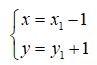 x = x₁ − 1
y = y₁ + 1